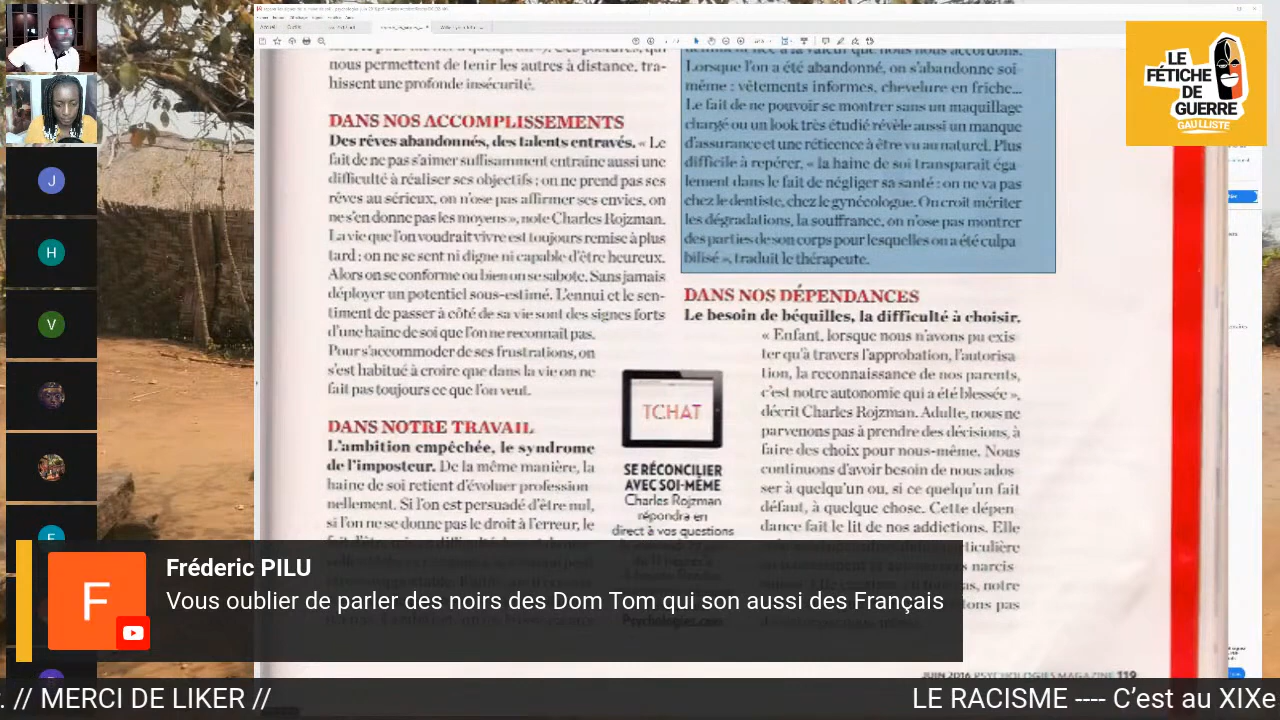 nous permettent de tenir les autres à distance, tra-
hissent une profonde insécurité.
DANS NOS ACCOMPLISSEMENTS
Des rêves abandonnés, des talents entravés. « Le
fait de ne pas s'aimer suffisamment entraîne aussi une
difficulté à réaliser ses objectifs : on ne prend pas ses
rêves au sérieux, on n'ose pas affirmer ses envies, on
ne s'en donne pas les moyens », note Charles Rojzman.
La vie que l'on voudrait vivre est toujours remise à plus
tard : on ne se sent ni digne ni capable d'être heureux.
Alors on se conforme ou bien on se sabote. Sans jamais
déployer un potentiel sous-estimé. L'ennui et le sen-
timent de passer à côté de sa vie sont des signes forts
d'une haine de soi que l'on ne reconnaît pas.
Pour s'accommoder de ses frustrations, on
s'est habitué à croire que dans la vie on ne
fait pas toujours ce que l'on veut.
DANS NOTRE TRAVAIL
L'ambition empêchée, le syndrome
de l'imposteur. De la même manière, la
haine de soi retient d'évoluer profession
nellement. Si l'on est persuadé d'être nul,
si l'on ne se donne pas le droit à l'erreur, le
TCHAT
SE RÉCONCILIER
AVEC SOI-MÊME
Charles Rojzman
répondra en
direct à vos questions
Psychologies.com
Lorsque l'on a été abandonné, on s'abandonne soi-
même : vêtements informes, chevelure en friche...
Le fait de ne pouvoir se montrer sans un maquillage
chargé ou un look très étudié révèle aussi un manque
d'assurance et une réticence à être vu au naturel. Plus
difficile à repérer, « la haine de soi transparaît éga-
lement dans le fait de négliger sa santé : on ne va pas
chez le dentiste, chez le gynécologue. On croit mériter
les dégradations, la souffrance, on n'ose pas montrer
des parties de son corps pour lesquelles on a été culpa
bilisé », traduit le thérapeute.
DANS NOS DÉPENDANCES
Le besoin de béquilles, la difficulté à choisir.
« Enfant, lorsque nous n'avons pu exis-
ter qu'à travers l'approbation, l'autorisa-
tion, la reconnaissance de nos parents,
c'est notre autonomie qui a été blessée »,
décrit Charles Rojzman. Adulte, nous ne
parvenons pas à prendre des décisions, à
faire des choix pour nous-même. Nous
continuons d'avoir besoin de nous ados-
ser à quelqu'un ou, si ce quelqu'un fait
défaut, à quelque chose. Cette dépen-
dance fait le lit de nos addictions. Elle
JUIN 2016 PSYCHOLOGIES MAGAZINE 119
LE
FÉTICHE
DE
GUERRE
GAULLISTE
J
H
V
F
Fréderic PILU
Vous oublier de parler des noirs des Dom Tom qui son aussi des Français
. // MERCI DE LIKER //
LE RACISME ---- C'est au XIXe